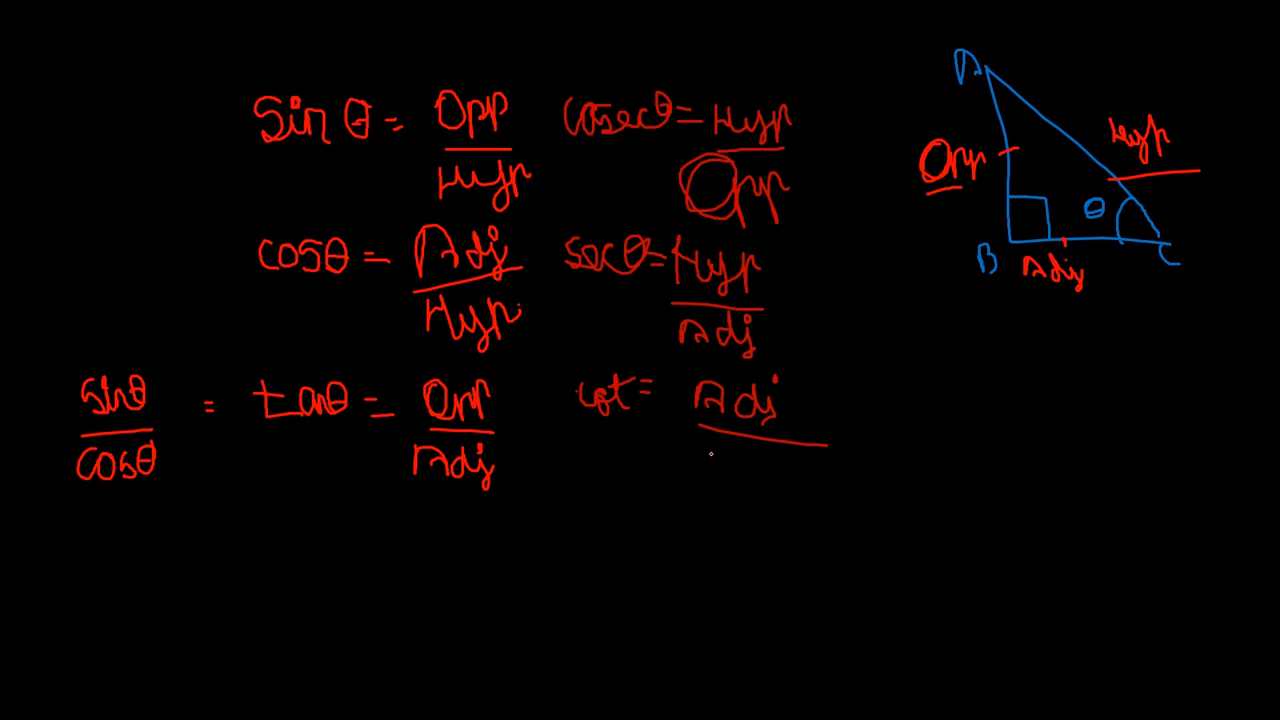 sin θ = Opp / Hyp cosec θ = Hyp / Opp
cos θ = Adj / Hyp sec θ = Hyp / Adj
sin θ / cos θ = tan θ = Opp / Adj cot = Adj
A
Opp
Hyp
θ
B
Adj
C